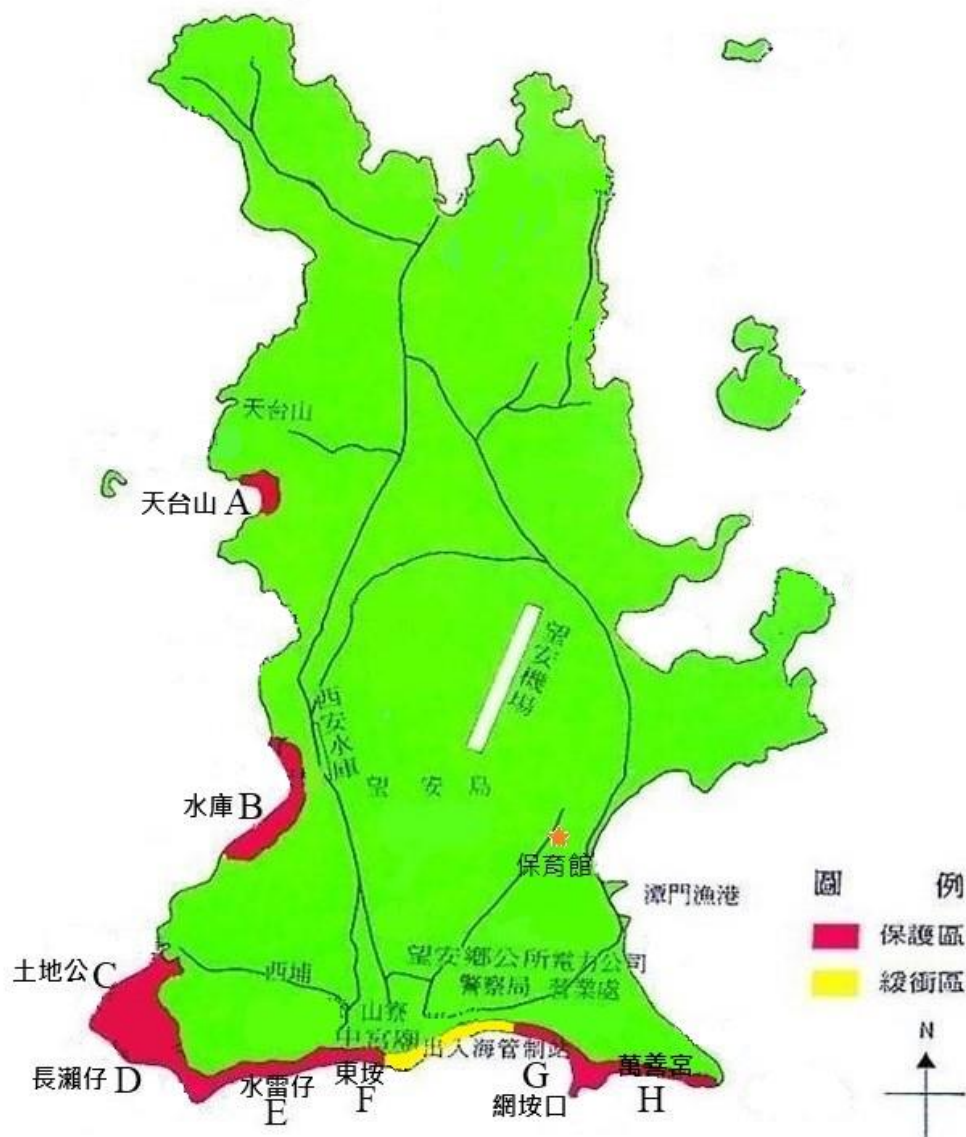 天台山
天台山 A
望安機場
西安水庫
望安局
水庫 B
保育館
潭門漁港
圖 例
保護區
緩衝區
土地公 C
西埔
望安鄉公所
電力公司
警察局
營業處
山寮
中宮廟
出入海管制站
N
長瀨仔 D
水雷仔
E
東垵
F
G
網垵口
萬善宮
H